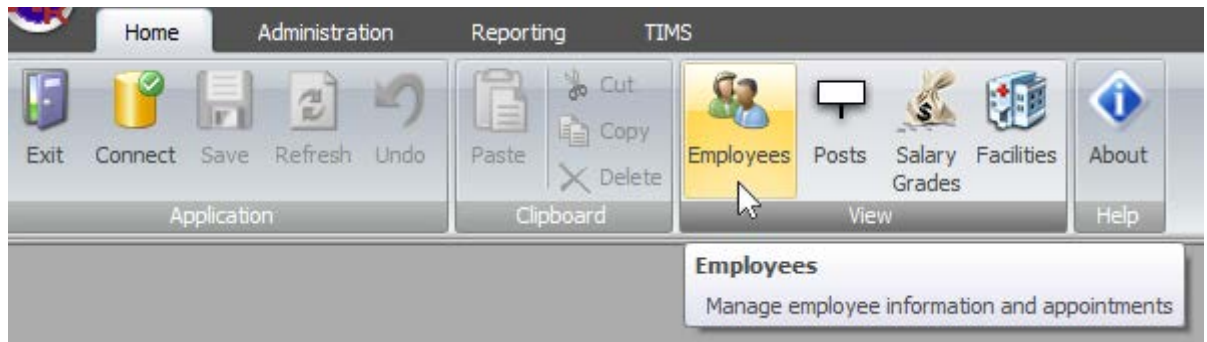 Home Administration Reporting TIMS
Exit Connect Save Refresh Undo Paste Cut Copy Delete Employees Posts Salary Grades Facilities About
Application Clipboard View Help
Employees
Manage employee information and appointments